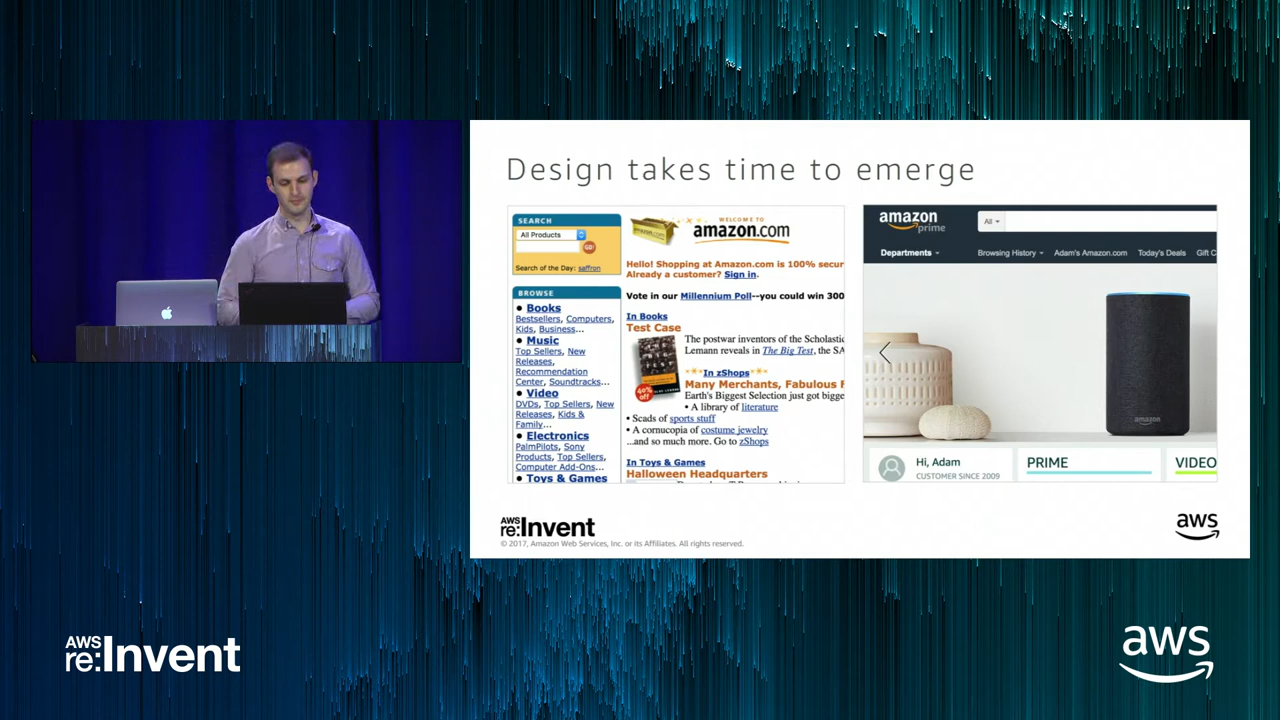 Design takes time to emerge
SEARCH
All Products
GO!
Search of the Day: saffron
BROWSE
• Books
Bestsellers, Computers,
Kids, Business...
• Music
Top Sellers, New
Releases,
Recommendation
Center, Soundtracks...
• Video
DVDs, Top Sellers, New
Releases, Kids &
Family...
• Electronics
PalmPilots, Sony
Products, Top Sellers,
Computer Add-Ons...
• Toys & Games
WELCOME TO
amazon.com
Hello! Shopping at Amazon.com is 100% secur
Already a customer? Sign in.
Vote in our Millennium Poll--you could win 300
In Books
Test Case
The postwar inventors of the Scholastic
Lemann reveals in The Big Test, the SA
40% off
In zShops
Many Merchants, Fabulous F
Earth's Biggest Selection just got bigge
• A library of literature
• Scads of sports stuff
• A cornucopia of costume jewelry
...and so much more. Go to zShops
In Toys & Games
Halloween Headquarters
amazon
prime
All
Departments
Browsing History
Adam's Amazon.com
Today's Deals
Gift C
amazon
Hi, Adam
CUSTOMER SINCE 2009
PRIME
VIDEO
AWS
re:Invent
© 2017, Amazon Web Services, Inc. or its Affiliates. All rights reserved.
aws
AWS
re:Invent
aws